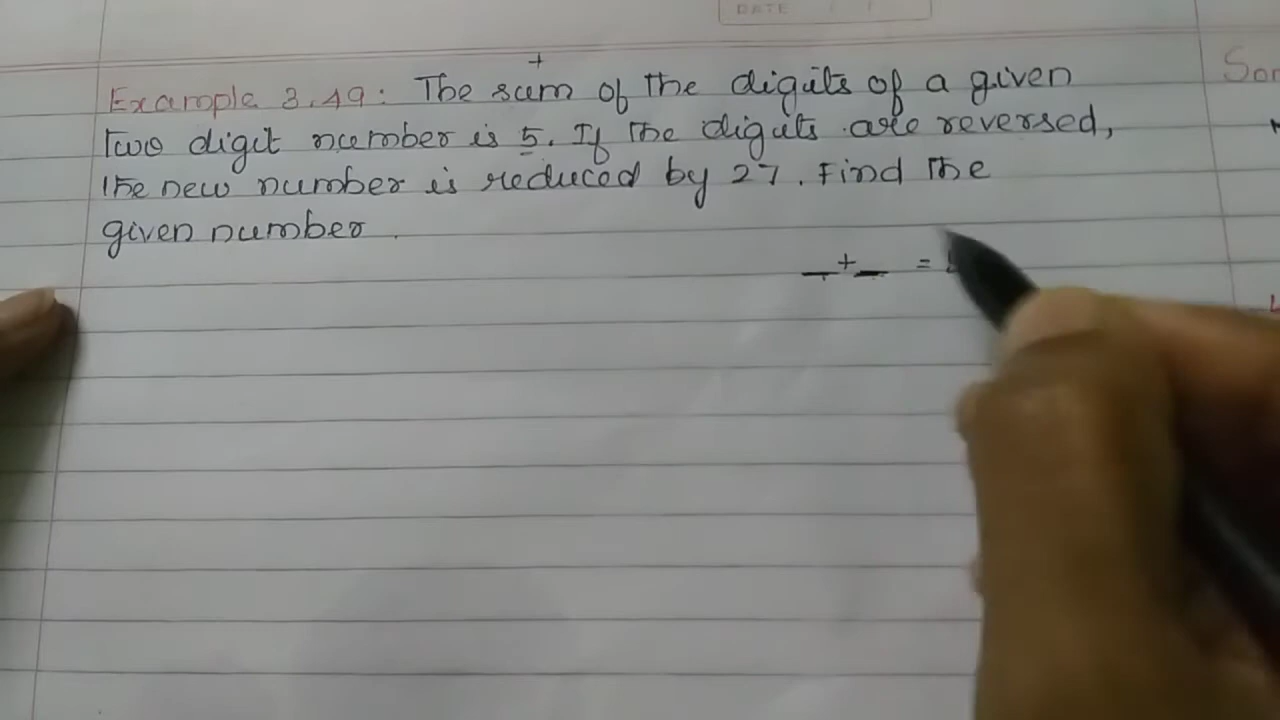 DATE / /
+
Example 3.49: The sum of the digits of a given
two digit number is 5. If the digits are reversed,
the new number is reduced by 27. Find the
given number.
_+_ =